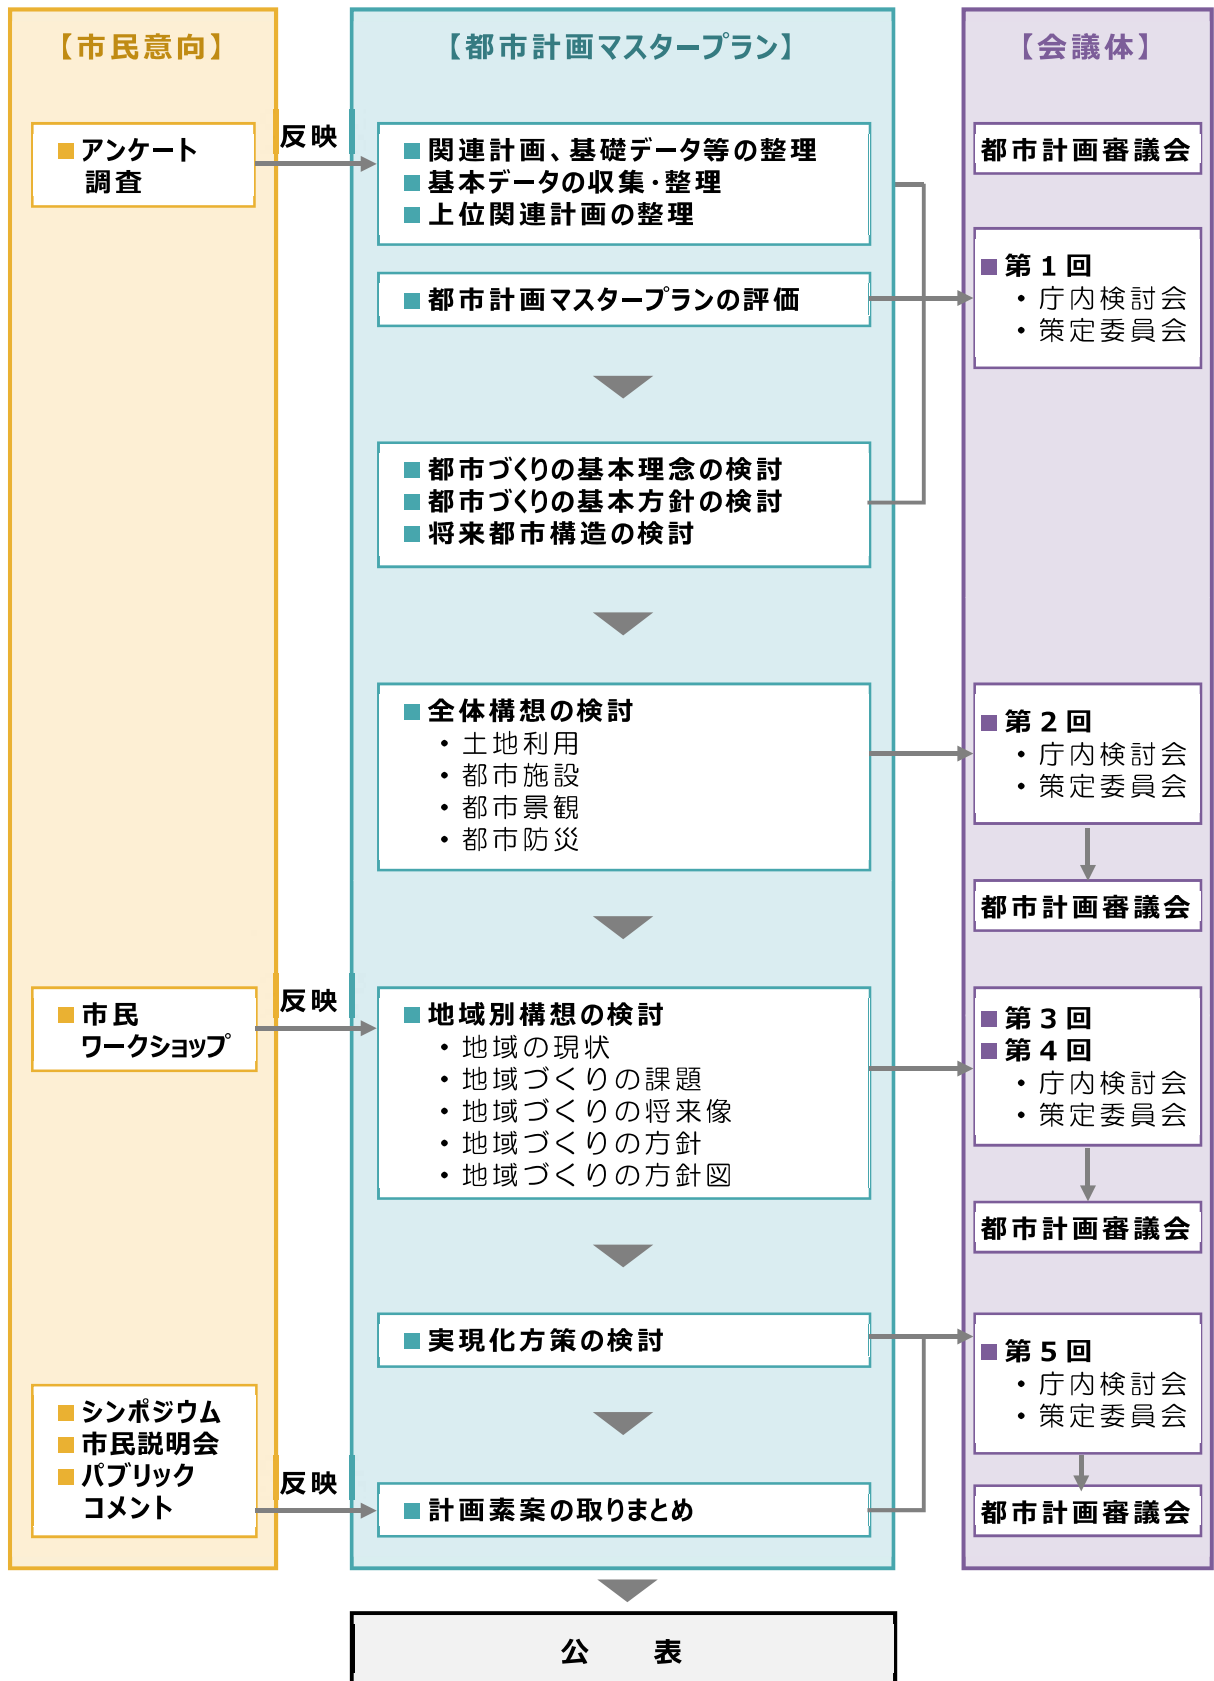 【市民意向】
■アンケート
調査
反映
■市民
ワークショップ
反映
■シンポジウム
■市民説明会
■パブリック
コメント
反映
【都市計画マスタープラン】
■関連計画、基礎データ等の整理
■基本データの収集・整理
■上位関連計画の整理
■都市計画マスタープランの評価
■都市づくりの基本理念の検討
■都市づくりの基本方針の検討
■将来都市構造の検討
■全体構想の検討
・土地利用
・都市施設
・都市景観
・都市防災
■地域別構想の検討
・地域の現状
・地域づくりの課題
・地域づくりの将来像
・地域づくりの方針
・地域づくりの方針図
■実現化方策の検討
■計画素案の取りまとめ
【会議体】
都市計画審議会
■第1回
・庁内検討会
・策定委員会
■第2回
・庁内検討会
・策定委員会
都市計画審議会
■第3回
■第4回
・庁内検討会
・策定委員会
都市計画審議会
■第5回
・庁内検討会
・策定委員会
都市計画審議会
公　表